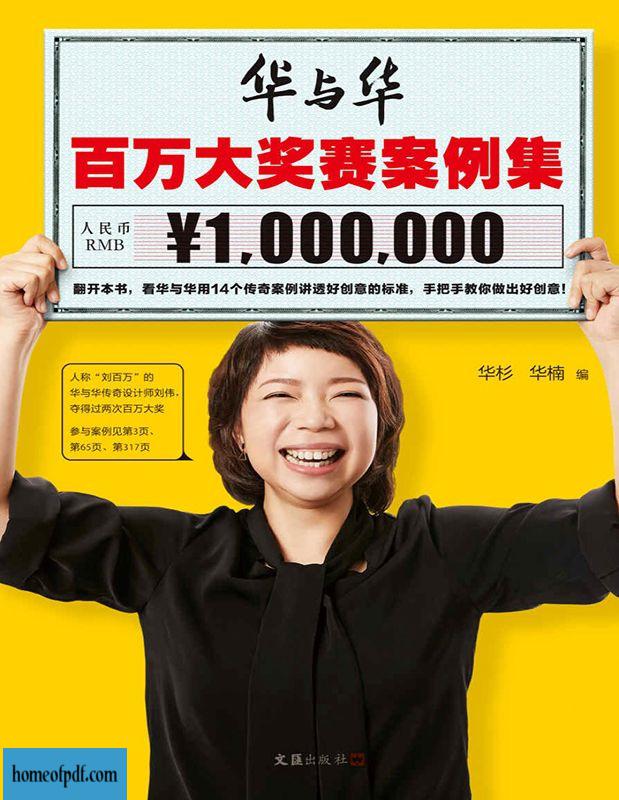 华与华
百万大奖赛案例集
人民币
RMB
¥1,000,000
翻开本书，看华与华用14个传奇案例讲透好创意的标准，手把手教你做出好创意！
华杉 华楠 编
人称“刘百万”的
华与华传奇设计师刘伟，
夺得过两次百万大奖
参与案例见第3页、
第65页、第317页
文匯出版社
homeofpdf.com